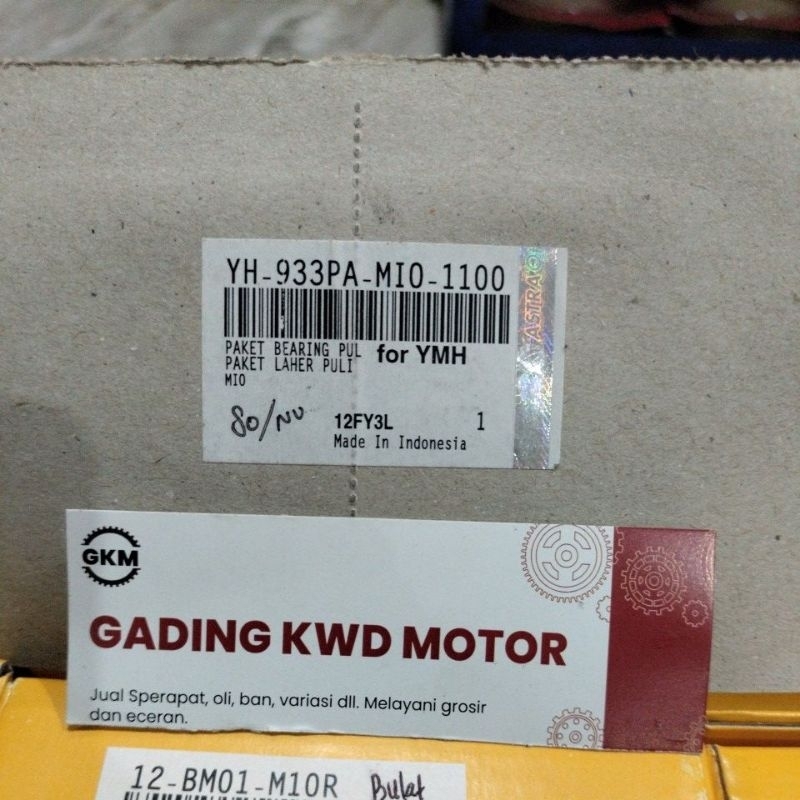 YH-933PA-MIO-1100
PAKET BEARING PUL for YMH
PAKET LAHER PULI
MIO
80/NU
12FY3L 1
Made In Indonesia
ASTRA
GKM
GADING KWD MOTOR
Jual Sperapat, oli, ban, variasi dll. Melayani grosir
dan eceran.
12-BM01-M10R Bulat